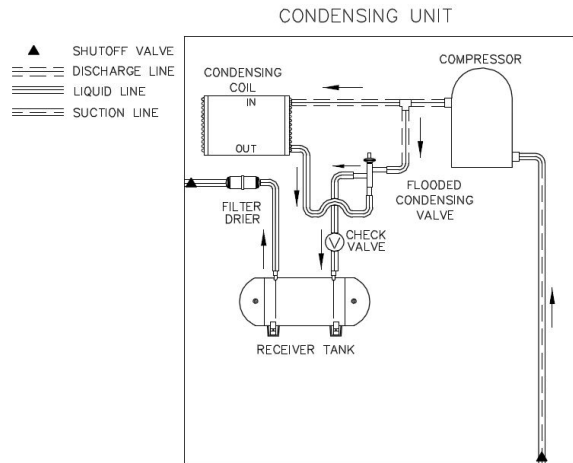 CONDENSING UNIT
SHUTOFF VALVE
DISCHARGE LINE
LIQUID LINE
SUCTION LINE
CONDENSING
COIL
IN
OUT
COMPRESSOR
FLOODED
CONDENSING
VALVE
FILTER
DRIER
CHECK
VALVE
V
RECEIVER TANK